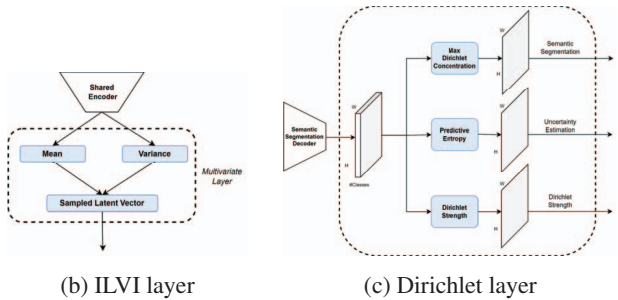 Shared
Encoder
Mean
Variance
Multivariate
Layer
Sampled Latent Vector
(b) ILVI layer
Semantic
Segmentation
Decoder
W
H
#Classes
Max
Dirichlet
Concentration
W
H
Semantic
Segmentation
Predictive
Ertropy
W
H
Uncertainty
Estimation
Dirichlet
Strength
W
H
Dirichlet
Strength
(c) Dirichlet layer